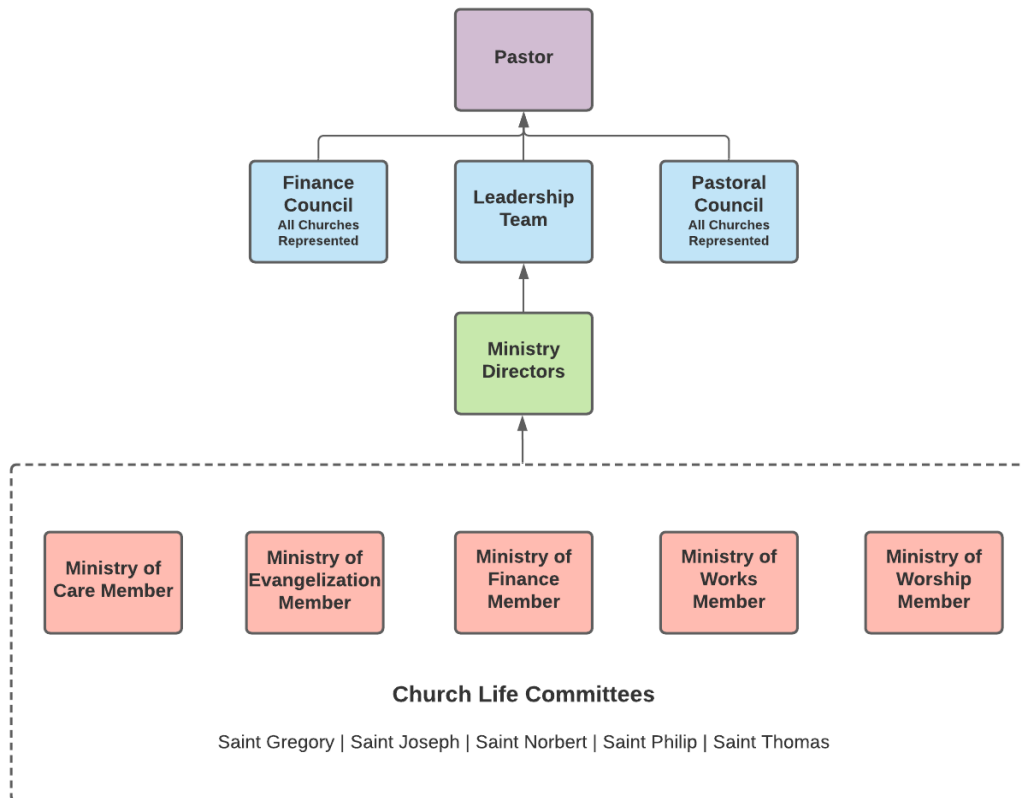 Pastor
Finance
Council
All Churches
Represented
Leadership
Team
Pastoral
Council
All Churches
Represented
Ministry
Directors
Ministry of
Care Member
Ministry of
Evangelization
Member
Ministry of
Finance
Member
Ministry of
Works
Member
Ministry of
Worship
Member
Church Life Committees
Saint Gregory | Saint Joseph | Saint Norbert | Saint Philip | Saint Thomas